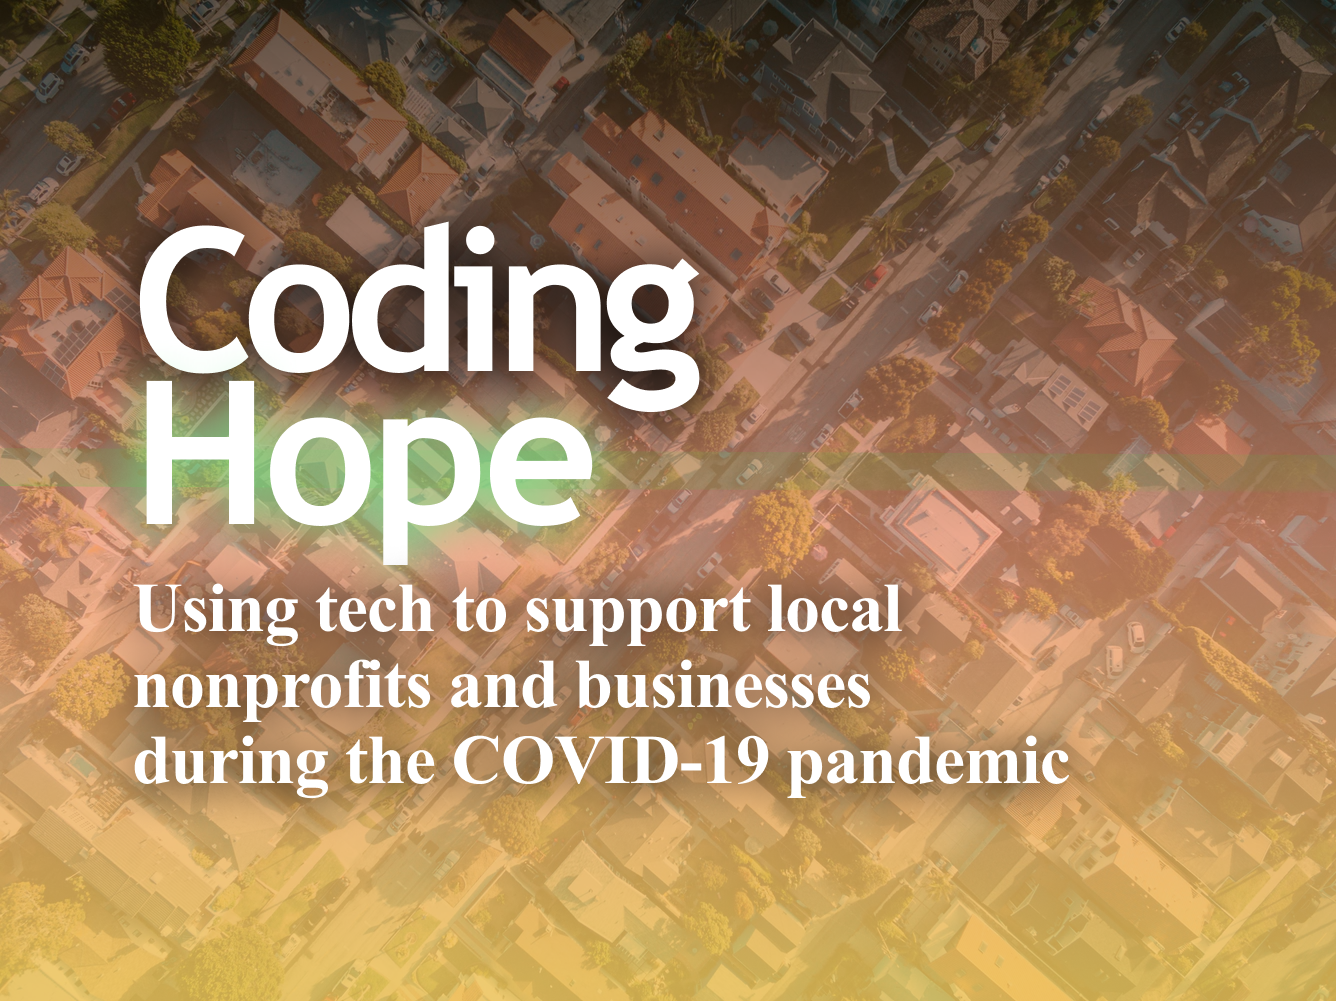 Coding
Hope
Using tech to support local
nonprofits and businesses
during the COVID-19 pandemic